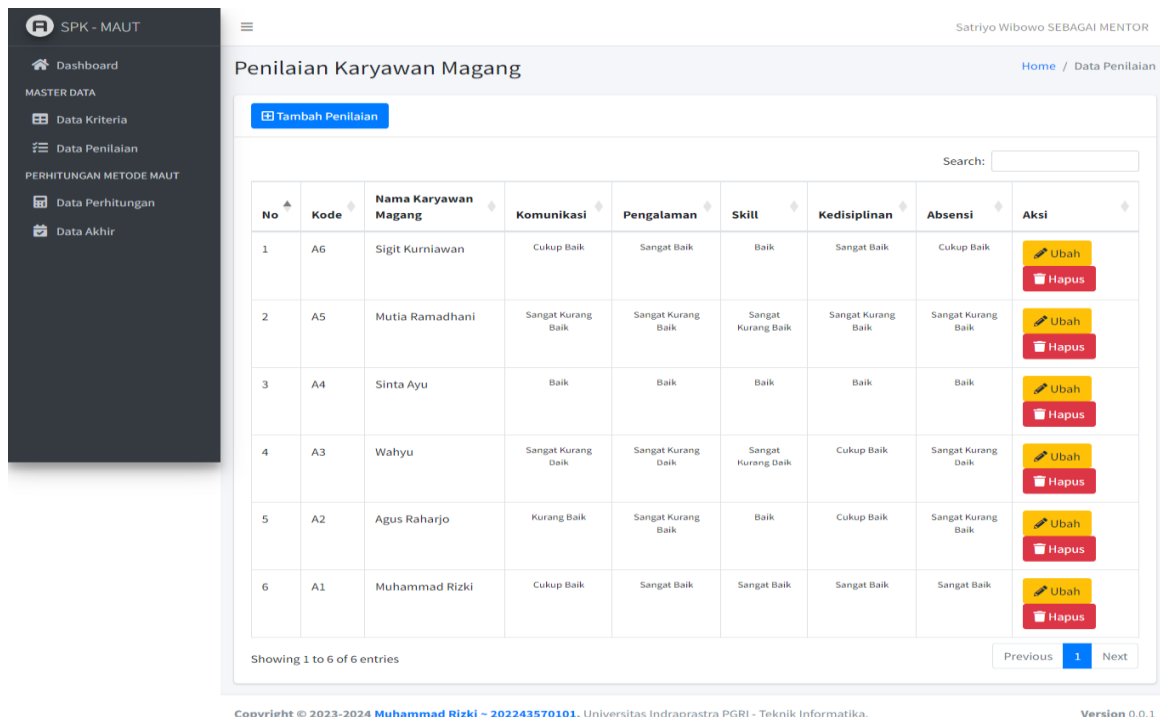 SPK - MAUT
Satriyo Wibowo SEBAGAI MENTOR
Dashboard
MASTER DATA
Data Kriteria
Data Penilaian
PERHITUNGAN METODE MAUT
Data Perhitungan
Data Akhir
Penilaian Karyawan Magang
Home / Data Penilaian
Tambah Penilaian
Search:
No Kode Nama Karyawan Magang Komunikasi Pengalaman Skill Kedisiplinan Absensi Aksi
1 A6 Sigit Kurniawan Cukup Baik Sangat Baik Baik Sangat Baik Cukup Baik Ubah
Hapus
2 A5 Mutia Ramadhani Sangat Kurang Baik Sangat Kurang Baik Sangat Kurang Baik Sangat Kurang Baik Sangat Kurang Baik Ubah
Hapus
3 A4 Sinta Ayu Baik Baik Baik Baik Baik Ubah
Hapus
4 A3 Wahyu Sangat Kurang Baik Sangat Kurang Baik Sangat Kurang Baik Cukup Baik Sangat Kurang Baik Ubah
Hapus
5 A2 Agus Raharjo Kurang Baik Sangat Kurang Baik Baik Cukup Baik Sangat Kurang Baik Ubah
Hapus
6 A1 Muhammad Rizki Cukup Baik Sangat Baik Sangat Baik Sangat Baik Sangat Baik Ubah
Hapus
Showing 1 to 6 of 6 entries
Previous 1 Next
Copyright © 2023-2024 Muhammad Rizki ~ 202243570101. Universitas Indraprastra PGRI - Teknik Informatika.
Version 0.0.1